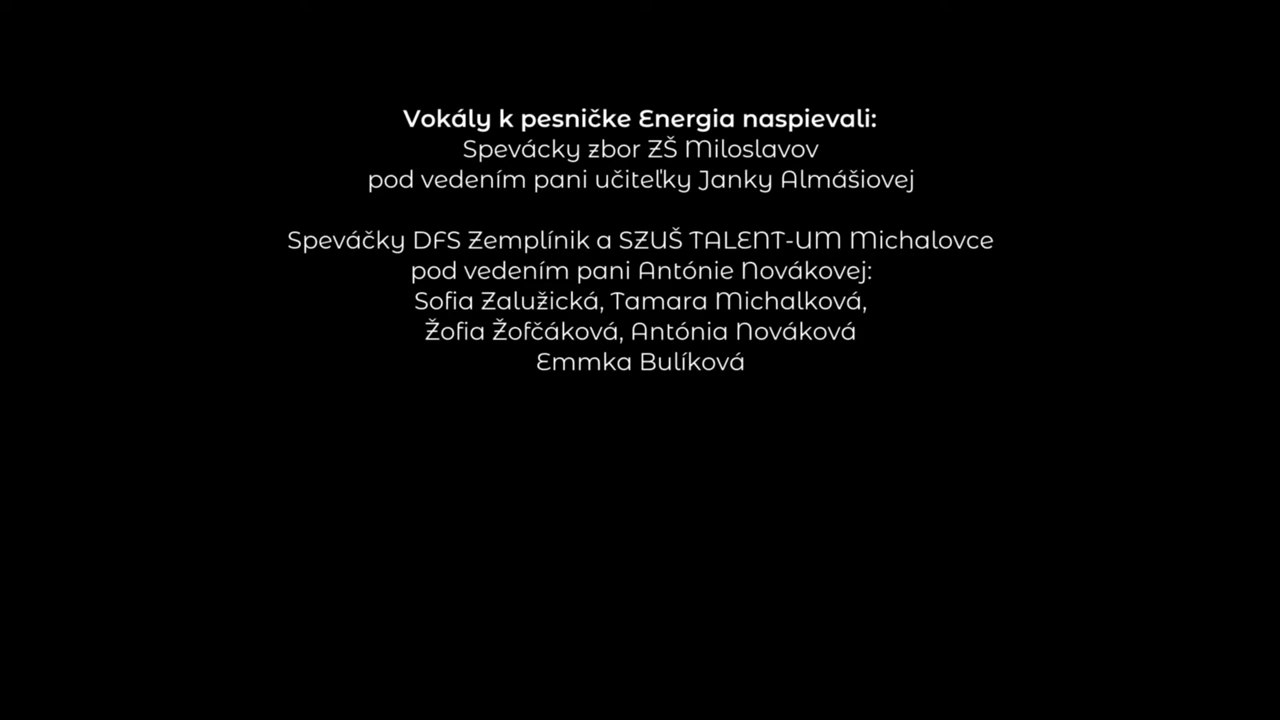 Vokály k pesničke Energia naspievali:
Spevácky zbor ZŠ Miloslavov
pod vedením pani učiteľky Janky Almášiovej
Speváčky DFS Zemplínik a SZUŠ TALENT-UM Michalovce
pod vedením pani Antónie Novákovej:
Sofia Zalužická, Tamara Michalková,
Žofia Žofčáková, Antónia Nováková
Emmka Bulíková